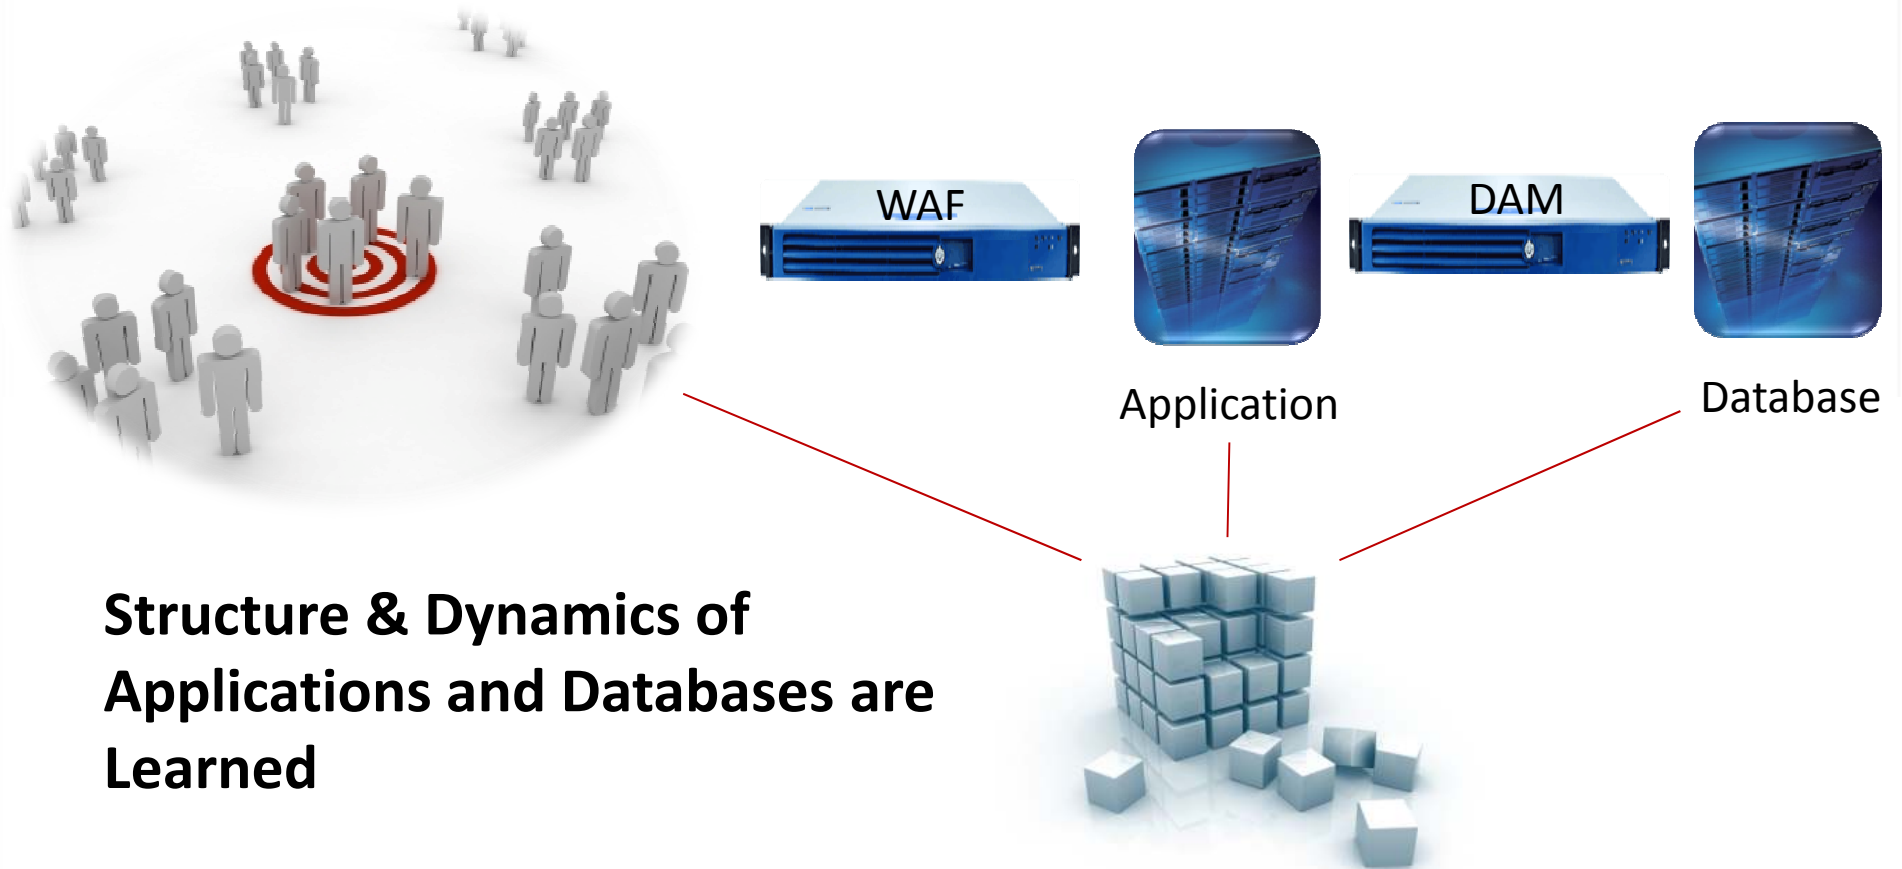 WAF
DAM
Application
Database
Structure & Dynamics of
Applications and Databases are
Learned